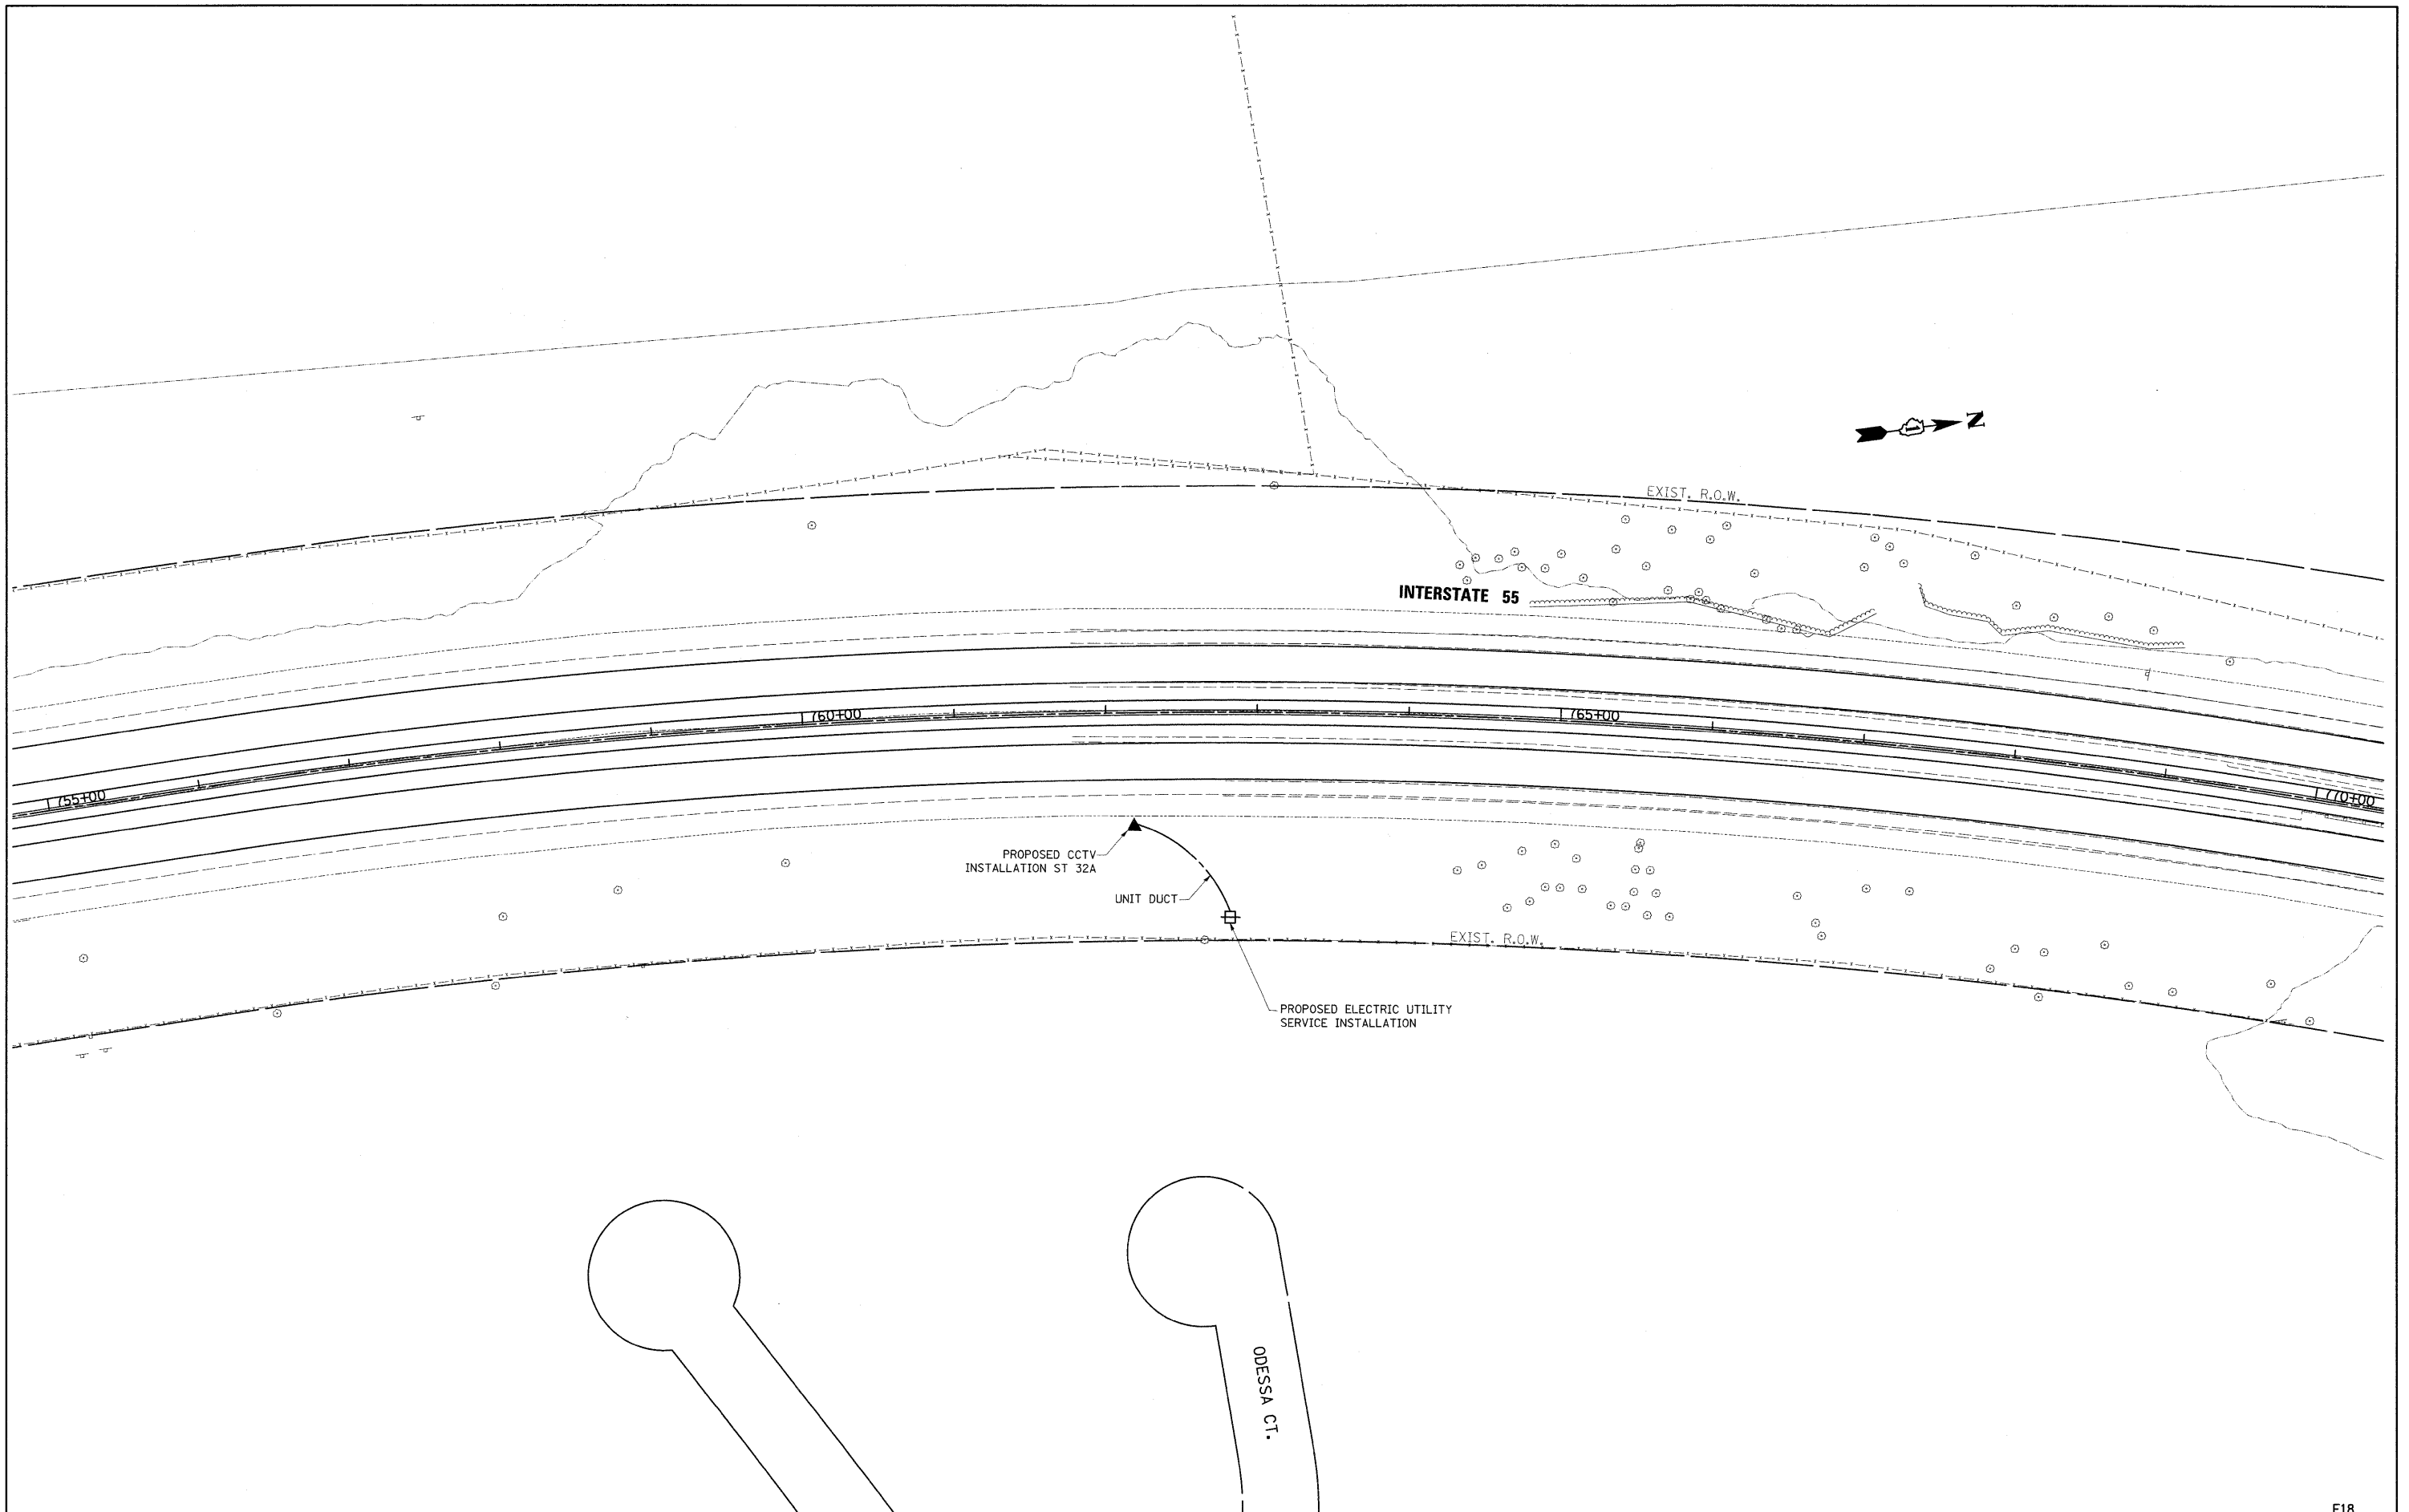 N
EXIST. R.O.W.
INTERSTATE 55
760+00
765+00
755+00
770+00
PROPOSED CCTV
INSTALLATION ST 32A
UNIT DUCT
EXIST. R.O.W.
PROPOSED ELECTRIC UTILITY
SERVICE INSTALLATION
ODESSA CT.